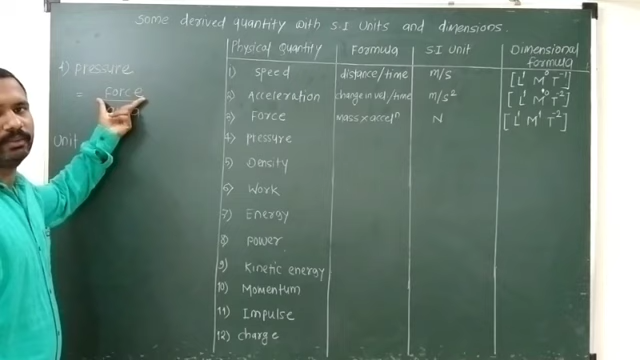 Some derived quantity with S.I Units and dimensions.
Physical Quantity Formula S.I Unit Dimensional formula
1) Speed distance/time m/s [L¹ M⁰ T⁻¹]
2) Acceleration change in vel/time m/s² [L¹ M⁰ T⁻²]
3) Force mass x accelⁿ N [L¹ M¹ T⁻²]
4) Pressure
5) Density
6) Work
7) Energy
8) Power
9) Kinetic energy
10) Momentum
11) Impulse
12) Charge
1) Pressure
= Force
Unit